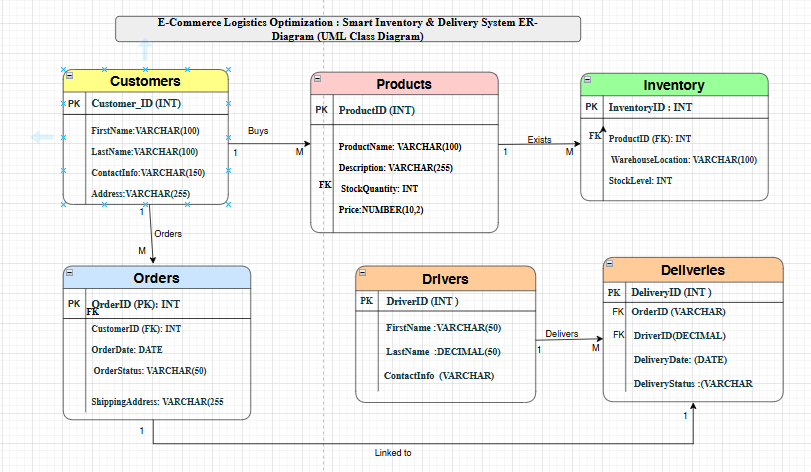 E-Commerce Logistics Optimization : Smart Inventory & Delivery System ER-
Diagram (UML Class Diagram)
Customers
PK Customer_ID (INT)
FirstName:VARCHAR(100)
LastName:VARCHAR(100)
ContactInfo:VARCHAR(150)
Address:VARCHAR(255)
Buys
1
M
Products
PK ProductID (INT)
ProductName: VARCHAR(100)
Description: VARCHAR(255)
FK StockQuantity: INT
Price:NUMBER(10,2)
Exists
1
M
Inventory
PK InventoryID : INT
FK ProductID (FK): INT
WarehouseLocation: VARCHAR(100)
StockLevel: INT
1
Orders
M
Orders
PK OrderID (PK): INT
FK
CustomerID (FK): INT
OrderDate: DATE
OrderStatus: VARCHAR(50)
ShippingAddress: VARCHAR(255
Drivers
PK DriverID (INT )
FirstName :VARCHAR(50)
LastName :DECIMAL(50)
ContactInfo (VARCHAR)
Delivers
1
M
Deliveries
PK DeliveryID (INT )
FK OrderID (VARCHAR)
FK DriverID(DECIMAL)
DeliveryDate: (DATE)
DeliveryStatus :(VARCHAR
1
1
Linked to